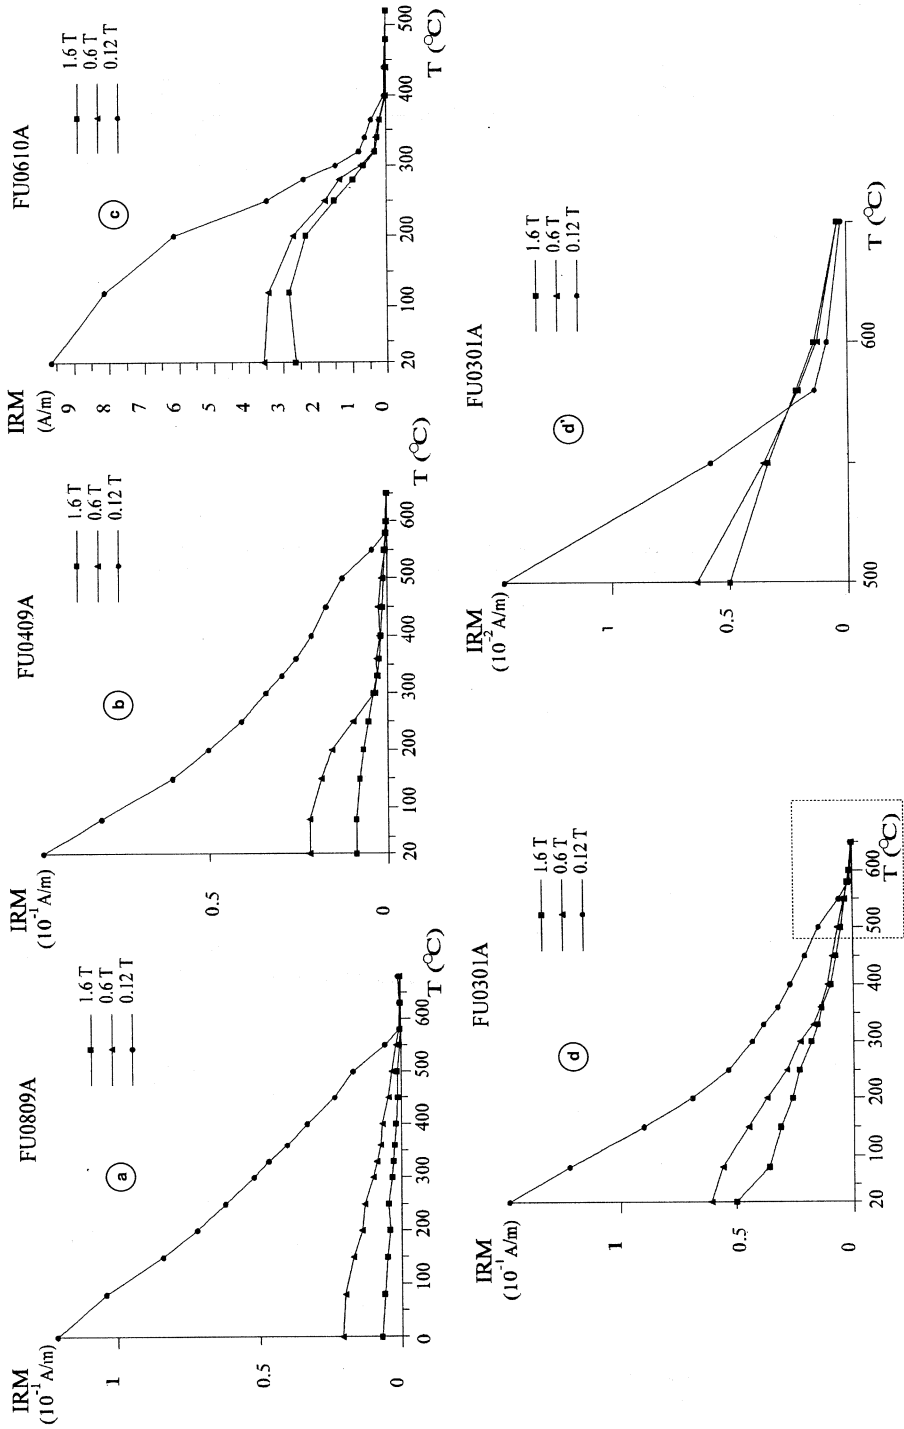 FU0809A
IRM
(10⁻¹ A/m)
a
1.6 T
0.6 T
0.12 T
1
0.5
0
0 100 200 300 400 500 600
T (°C)
FU0409A
IRM
(10⁻¹ A/m)
b
1.6 T
0.6 T
0.12 T
0.5
0
20 100 200 300 400 500 600
T (°C)
FU0610A
IRM
(A/m)
c
1.6 T
0.6 T
0.12 T
9
8
7
6
5
4
3
2
1
0
20 100 200 300 400 500
T (°C)
FU0301A
IRM
(10⁻¹ A/m)
d
1.6 T
0.6 T
0.12 T
1
0.5
0
20 100 200 300 400 500 600
T (°C)
FU0301A
IRM
(10⁻² A/m)
d'
1.6 T
0.6 T
0.12 T
1
0.5
0
500 600
T (°C)